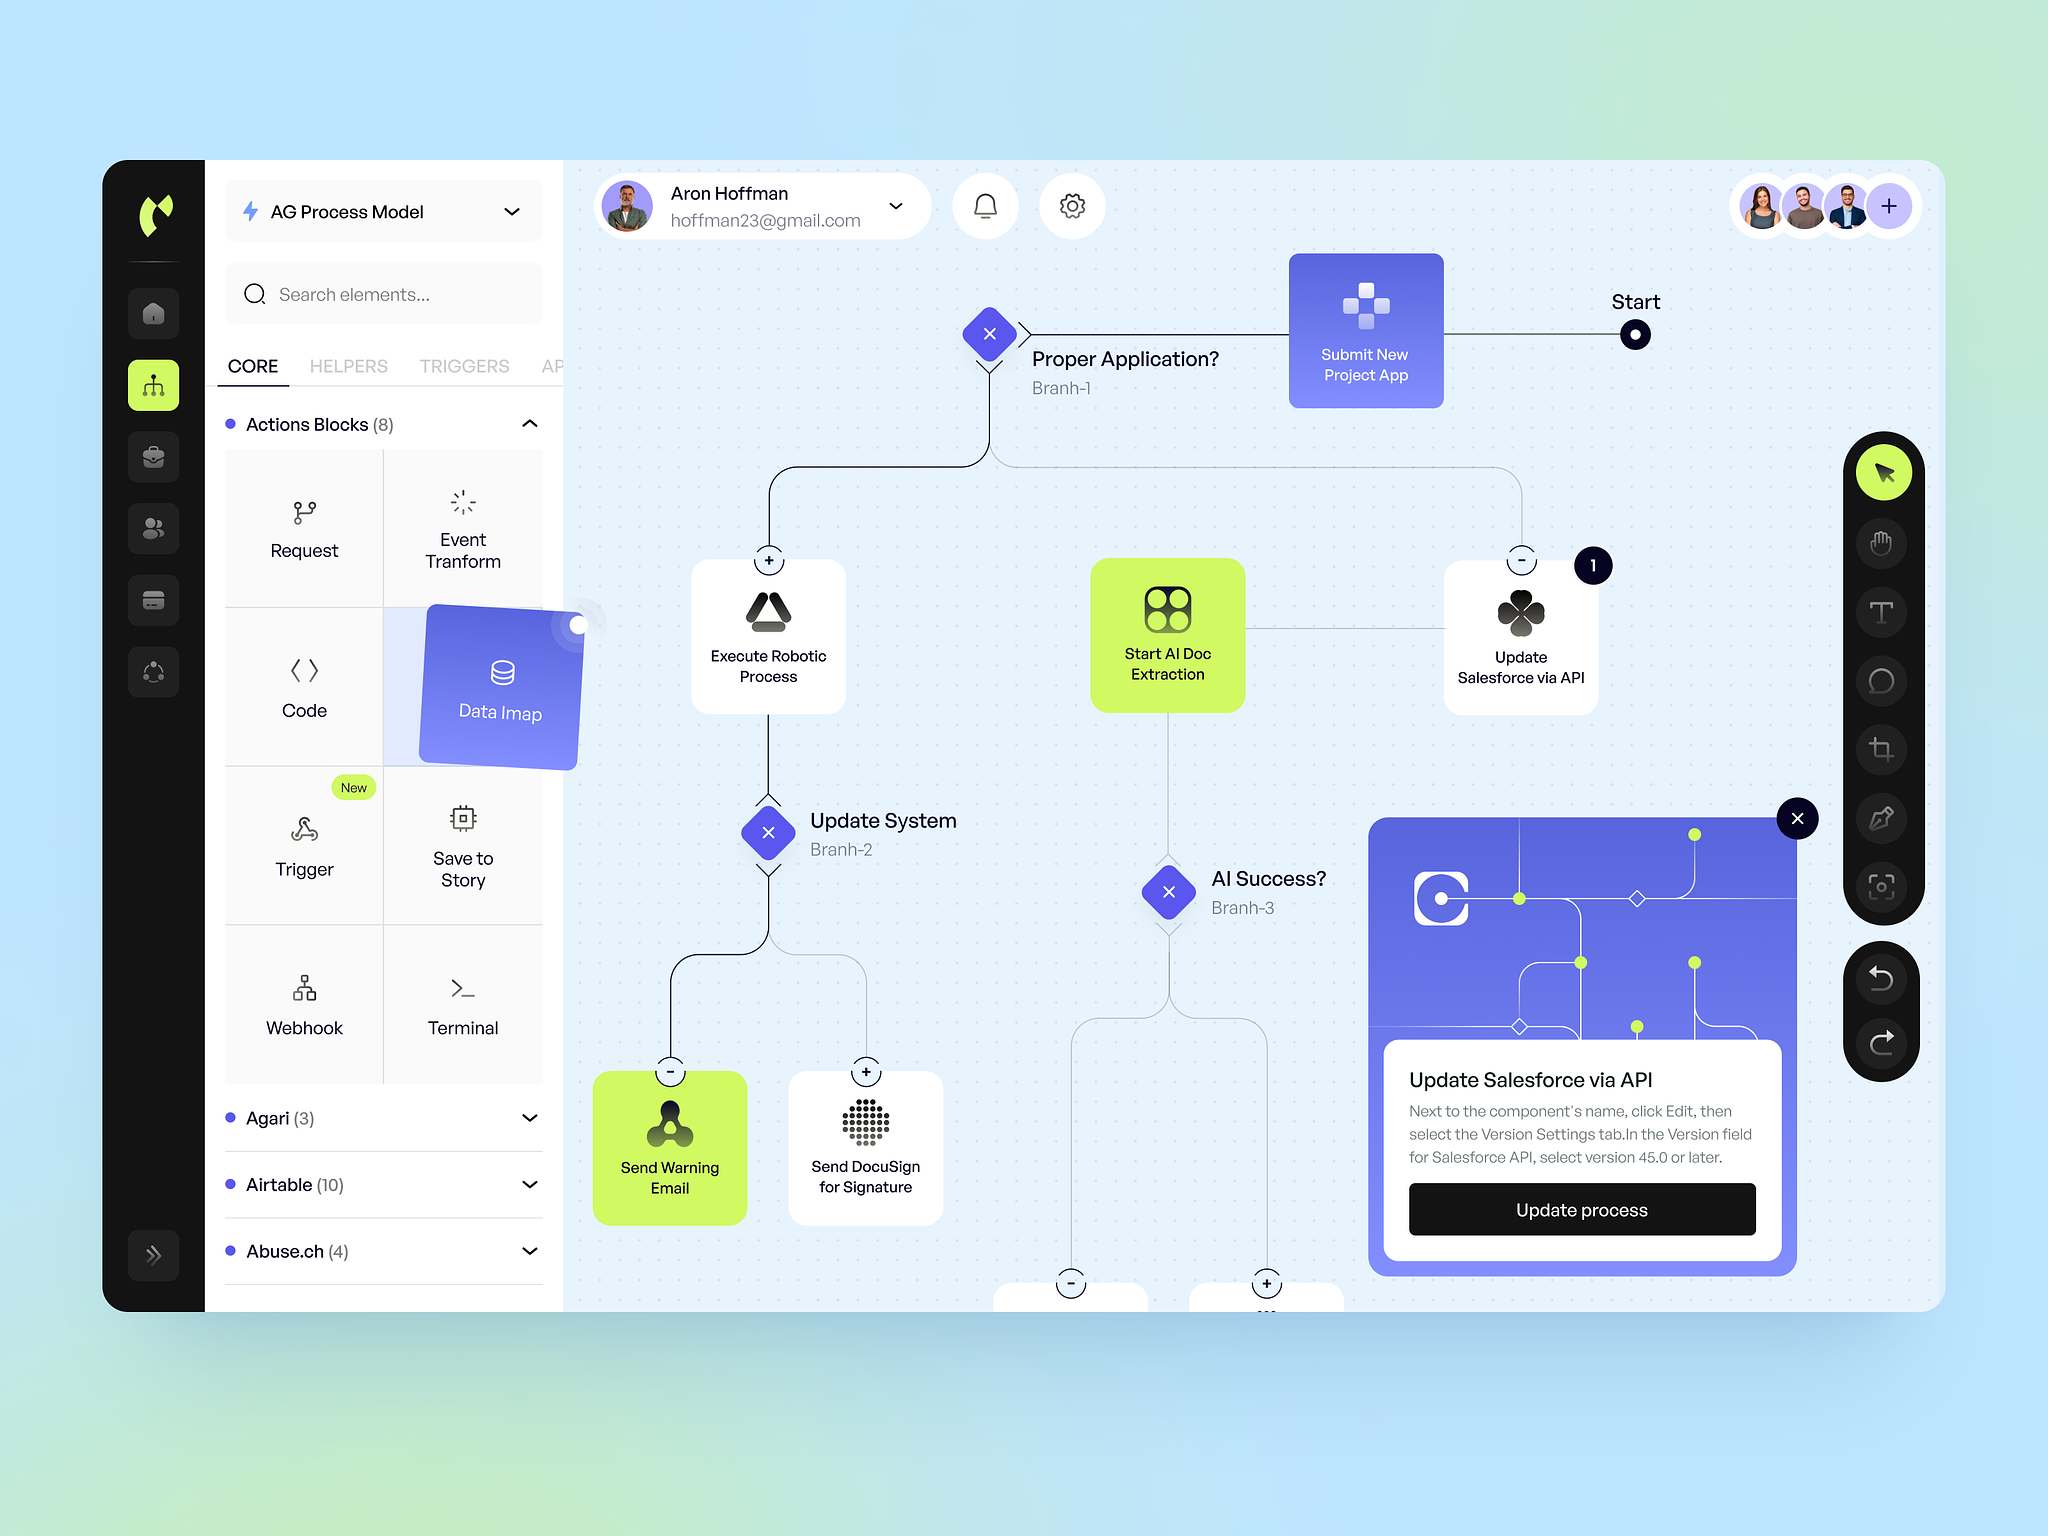 AG Process Model
Search elements...
CORE HELPERS TRIGGERS AP
Actions Blocks (8)
Request
Event
Tranform
Code
Data Imap
New
Trigger
Save to
Story
Webhook
Terminal
Agari (3)
Airtable (10)
Abuse.ch (4)
Aron Hoffman
hoffman23@gmail.com
Start
Submit New
Project App
Proper Application?
Branh-1
Execute Robotic
Process
Start AI Doc
Extraction
1
Update
Salesforce via API
Update System
Branh-2
AI Success?
Branh-3
Send Warning
Email
Send DocuSign
for Signature
Update Salesforce via API
Next to the component's name, click Edit, then
select the Version Settings tab.In the Version field
for Salesforce API, select version 45.0 or later.
Update process